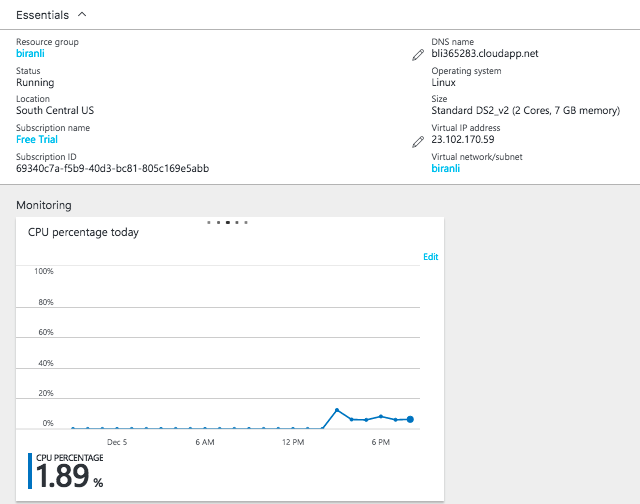 Essentials
Resource group
biranli
Status
Running
Location
South Central US
Subscription name
Free Trial
Subscription ID
69340c7a-f5b9-40d3-bc81-805c169e5abb
DNS name
bli365283.cloudapp.net
Operating system
Linux
Size
Standard DS2_v2 (2 Cores, 7 GB memory)
Virtual IP address
23.102.170.59
Virtual network/subnet
biranli
Monitoring
CPU percentage today
Edit
100%
80%
60%
40%
20%
0%
Dec 5 6 AM 12 PM 6 PM
CPU PERCENTAGE
1.89 %